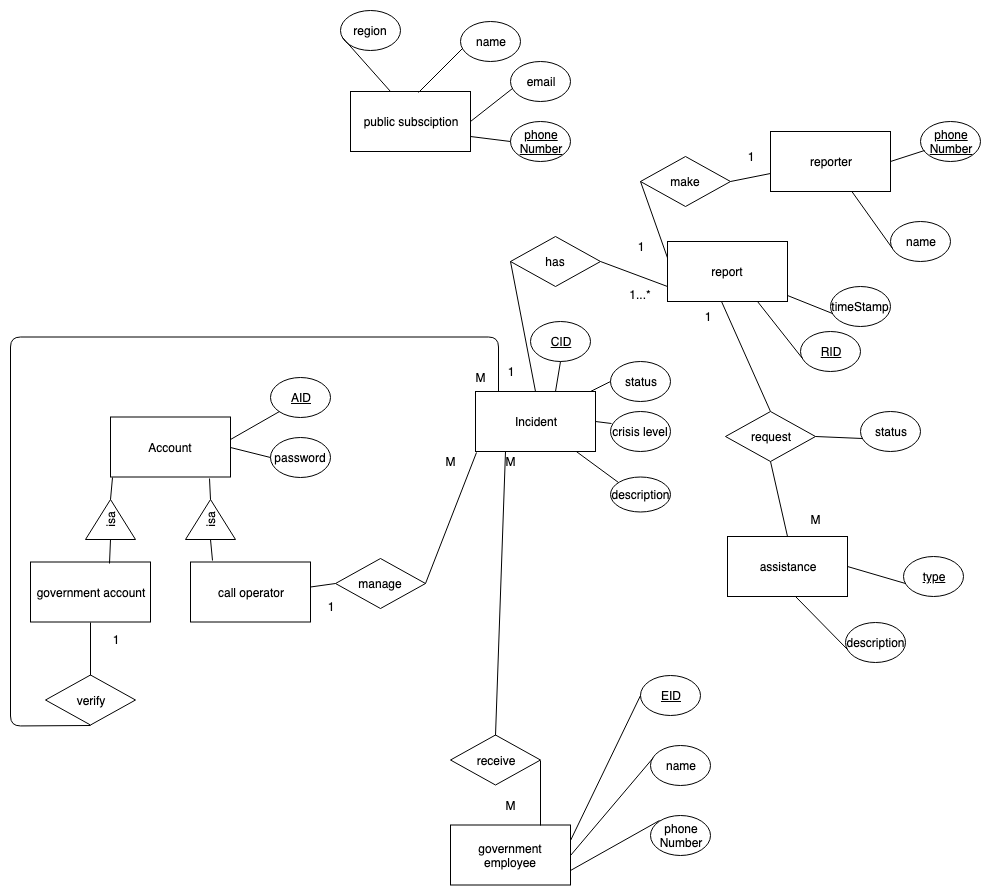 region
name
email
public subsciption
phone
Number
phone
Number
reporter
1
make
name
1
has
report
1...*
timeStamp
1
RID
CID
M
1
status
AID
Incident
crisis level
status
request
Account
password
M
M
description
isa
isa
M
assistance
type
government account
call operator
manage
1
1
description
verify
EID
receive
name
M
phone
Number
government
employee